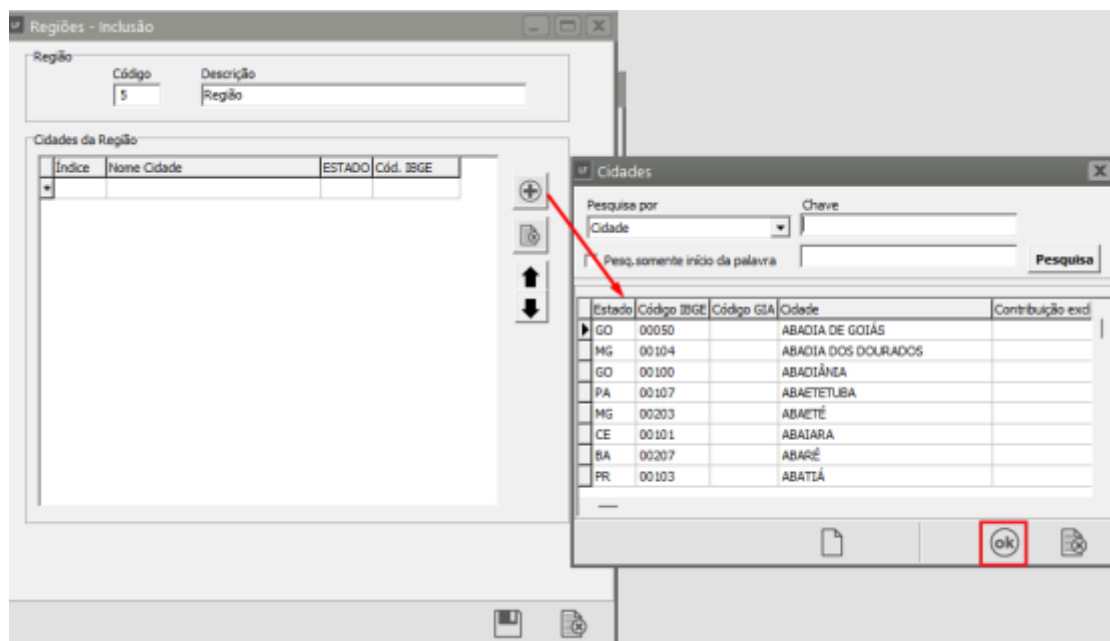 Regiões - Inclusão
Região
Código Descrição
5 Região
Cidades da Região
Índice Nome Cidade ESTADO Cód. IBGE
Cidades
Pesquisa por Chave
Cidade
Pesq.somente início da palavra Pesquisa
Estado Código IBGE Código GIA Cidade Contribuição excl
GO 00050 ABADIA DE GOIÁS
MG 00104 ABADIA DOS DOURADOS
GO 00100 ABADIÂNIA
PA 00107 ABAETETUBA
MG 00203 ABAETÉ
CE 00101 ABAIARA
BA 00207 ABARÉ
PR 00103 ABATIÁ
ok